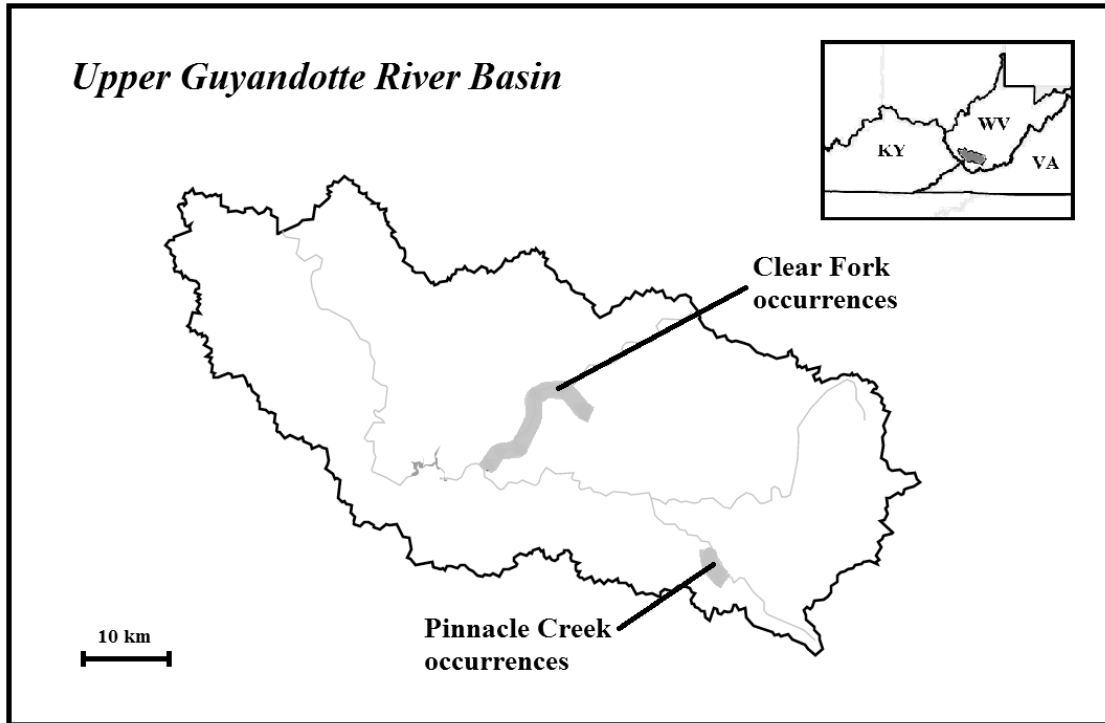 Upper Guyandotte River Basin
WV
KY
VA
Clear Fork
occurrences
Pinnacle Creek
occurrences
10 km